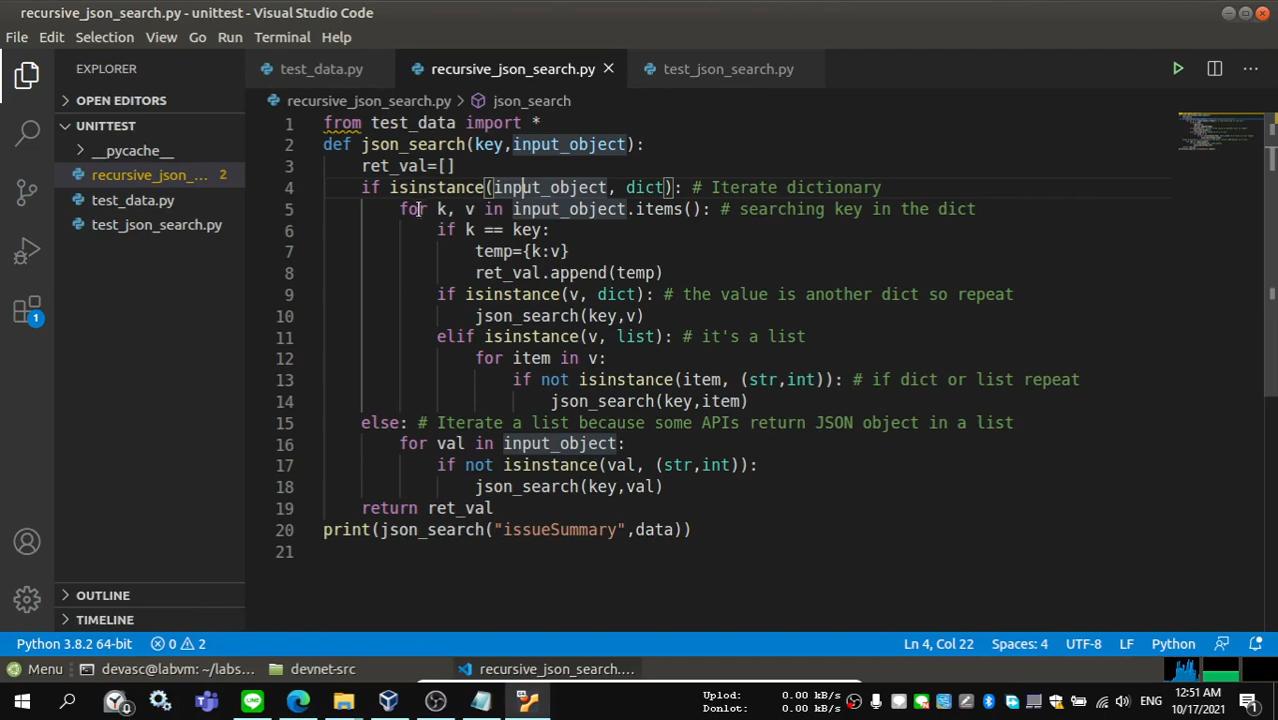 recursive_json_search.py - unittest - Visual Studio Code
File Edit Selection View Go Run Terminal Help
EXPLORER
test_data.py
recursive_json_search.py
test_json_search.py
OPEN EDITORS
recursive_json_search.py > json_search
UNITTEST
__pycache__
recursive_json_... 2
test_data.py
test_json_search.py
1
1 from test_data import *
2 def json_search(key,input_object):
3 ret_val=[]
4 if isinstance(input_object, dict): # Iterate dictionary
5 for k, v in input_object.items(): # searching key in the dict
6 if k == key:
7 temp={k:v}
8 ret_val.append(temp)
9 if isinstance(v, dict): # the value is another dict so repeat
10 json_search(key,v)
11 elif isinstance(v, list): # it's a list
12 for item in v:
13 if not isinstance(item, (str,int)): # if dict or list repeat
14 json_search(key,item)
15 else: # Iterate a list because some APIs return JSON object in a list
16 for val in input_object:
17 if not isinstance(val, (str,int)):
18 json_search(key,val)
19 return ret_val
20 print(json_search("issueSummary",data))
21
OUTLINE
TIMELINE
Python 3.8.2 64-bit 0 2 Ln 4, Col 22 Spaces: 4 UTF-8 LF Python
Menu devasc@labvm: ~/labs... devnet-src recursive_json_search....
Uplod: 0.00 kB/s
Donlot: 0.00 kB/s
ENG
12:51 AM
10/17/2021
1
0